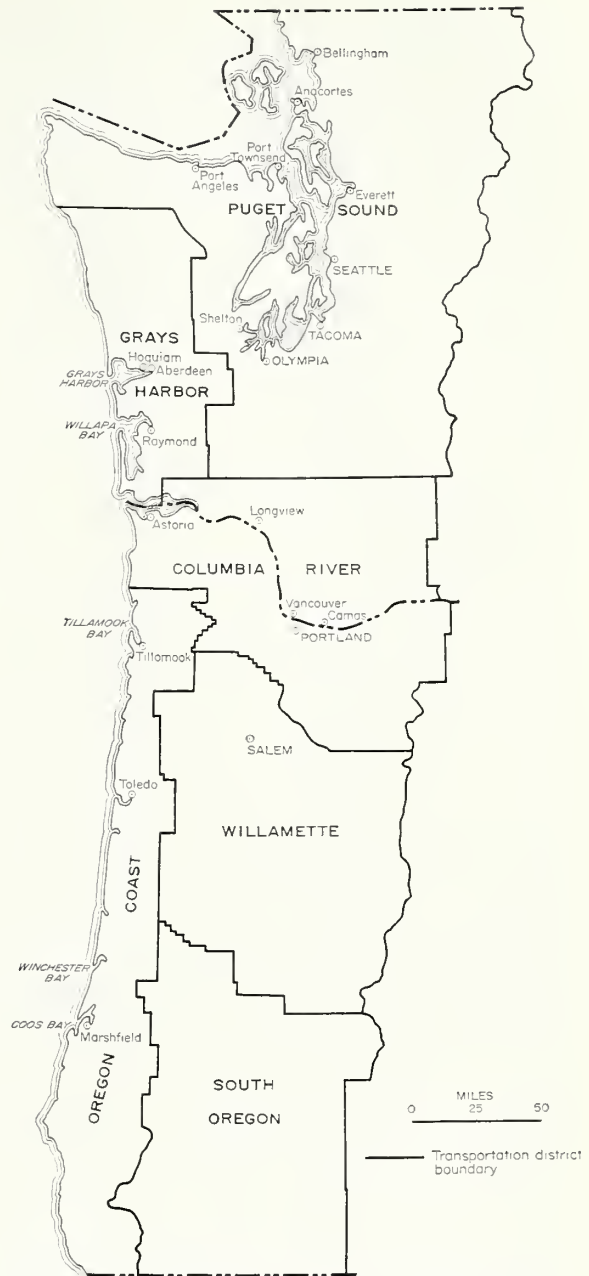 Bellingham
Anacortes
Port
Townsend
Port
Angeles
PUGET SOUND
Everett
SEATTLE
Shelton
TACOMA
OLYMPIA
GRAYS
Hoquiam
Aberdeen
GRAYS
HARBOR
HARBOR
WILLAPA
BAY
Raymond
Astoria
Longview
COLUMBIA RIVER
Vancouver
Camas
PORTLAND
TILLAMOOK
BAY
Tillamook
SALEM
Toledo
WILLAMETTE
COAST
WINCHESTER
BAY
COOS BAY
Marshfield
OREGON
SOUTH
OREGON
MILES
0 25 50
Transportation district
boundary